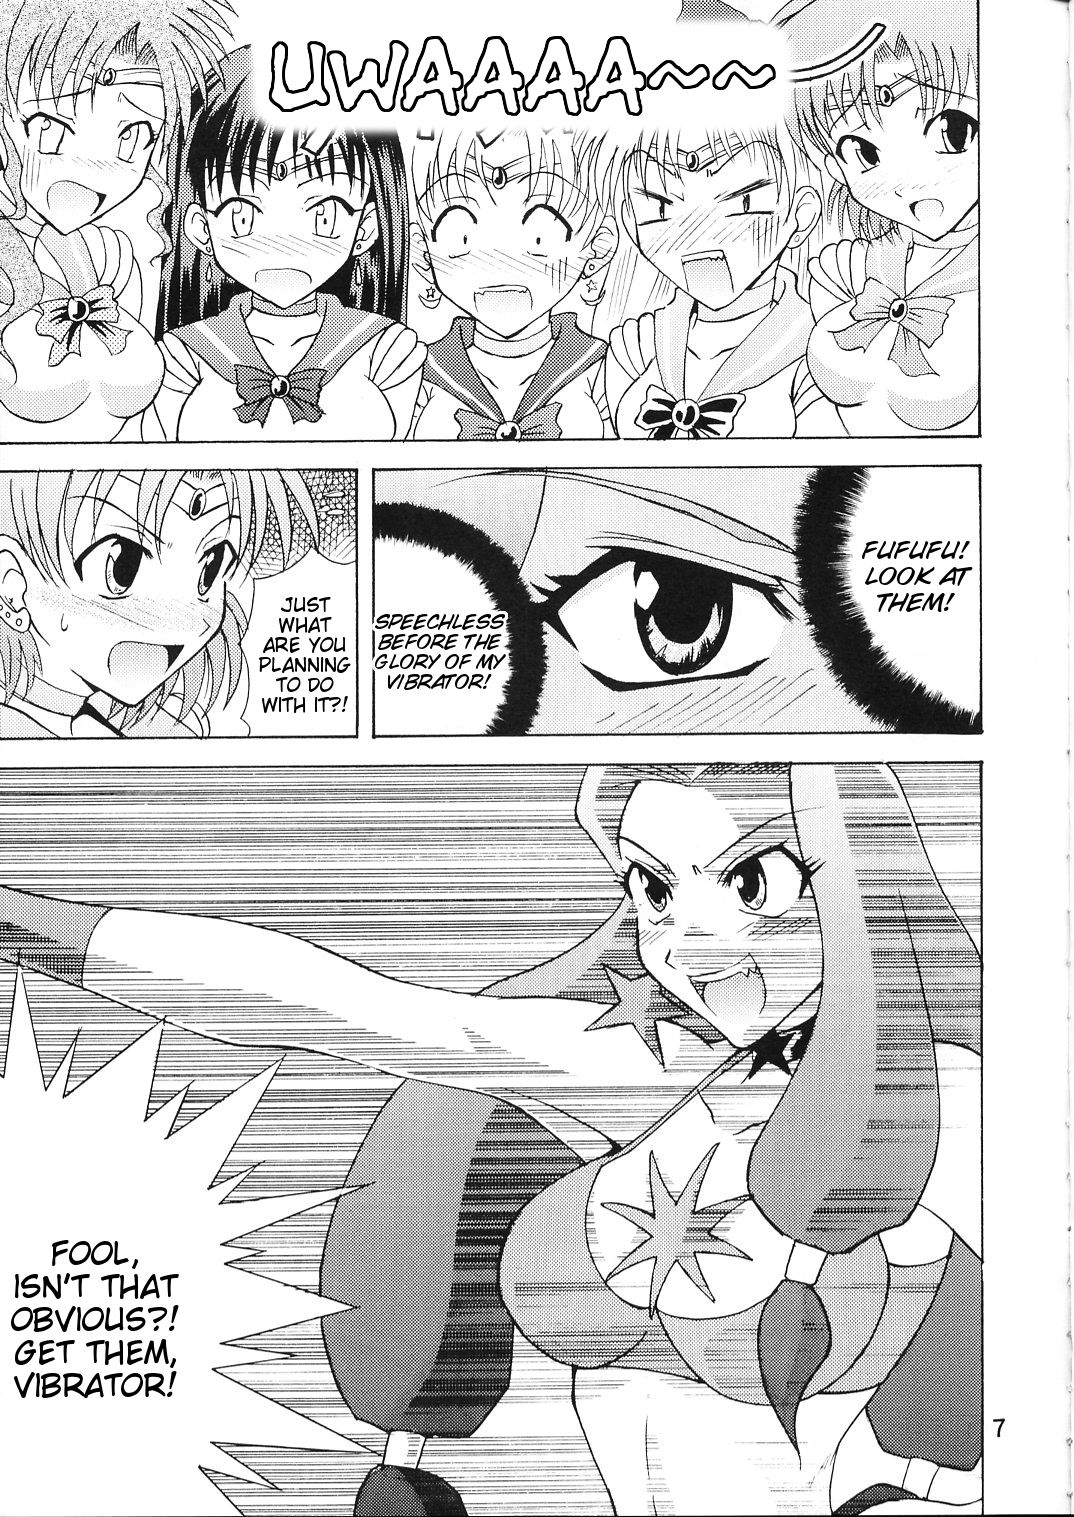 UWAAAA~~
FUFUFU!
LOOK AT
THEM!
SPEECHLESS
BEFORE THE
GLORY OF MY
VIBRATOR!
JUST
WHAT
ARE YOU
PLANNING
TO DO
WITH IT?!
FOOL,
ISN'T THAT
OBVIOUS?!
GET THEM,
VIBRATOR!
7